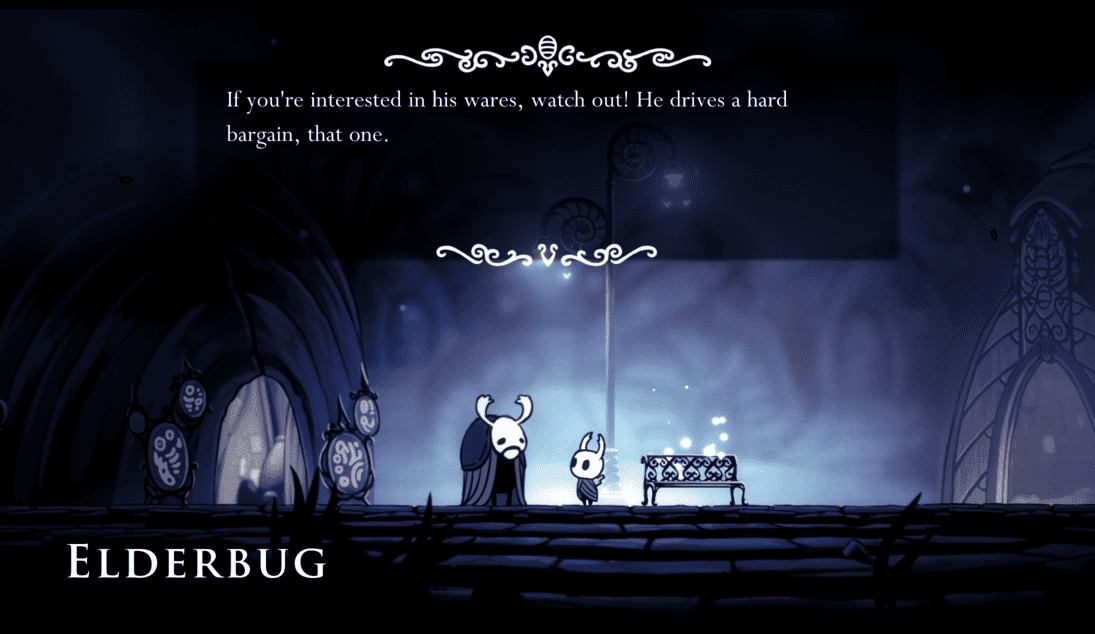 If you're interested in his wares, watch out! He drives a hard
bargain, that one.
ELDERBUG